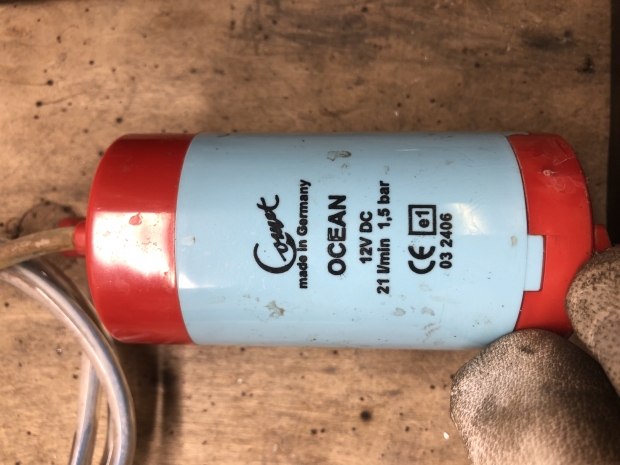 Comet
made in Germany
OCEAN
12V DC
21 l/min 1,5 bar
CE e1
03 2406